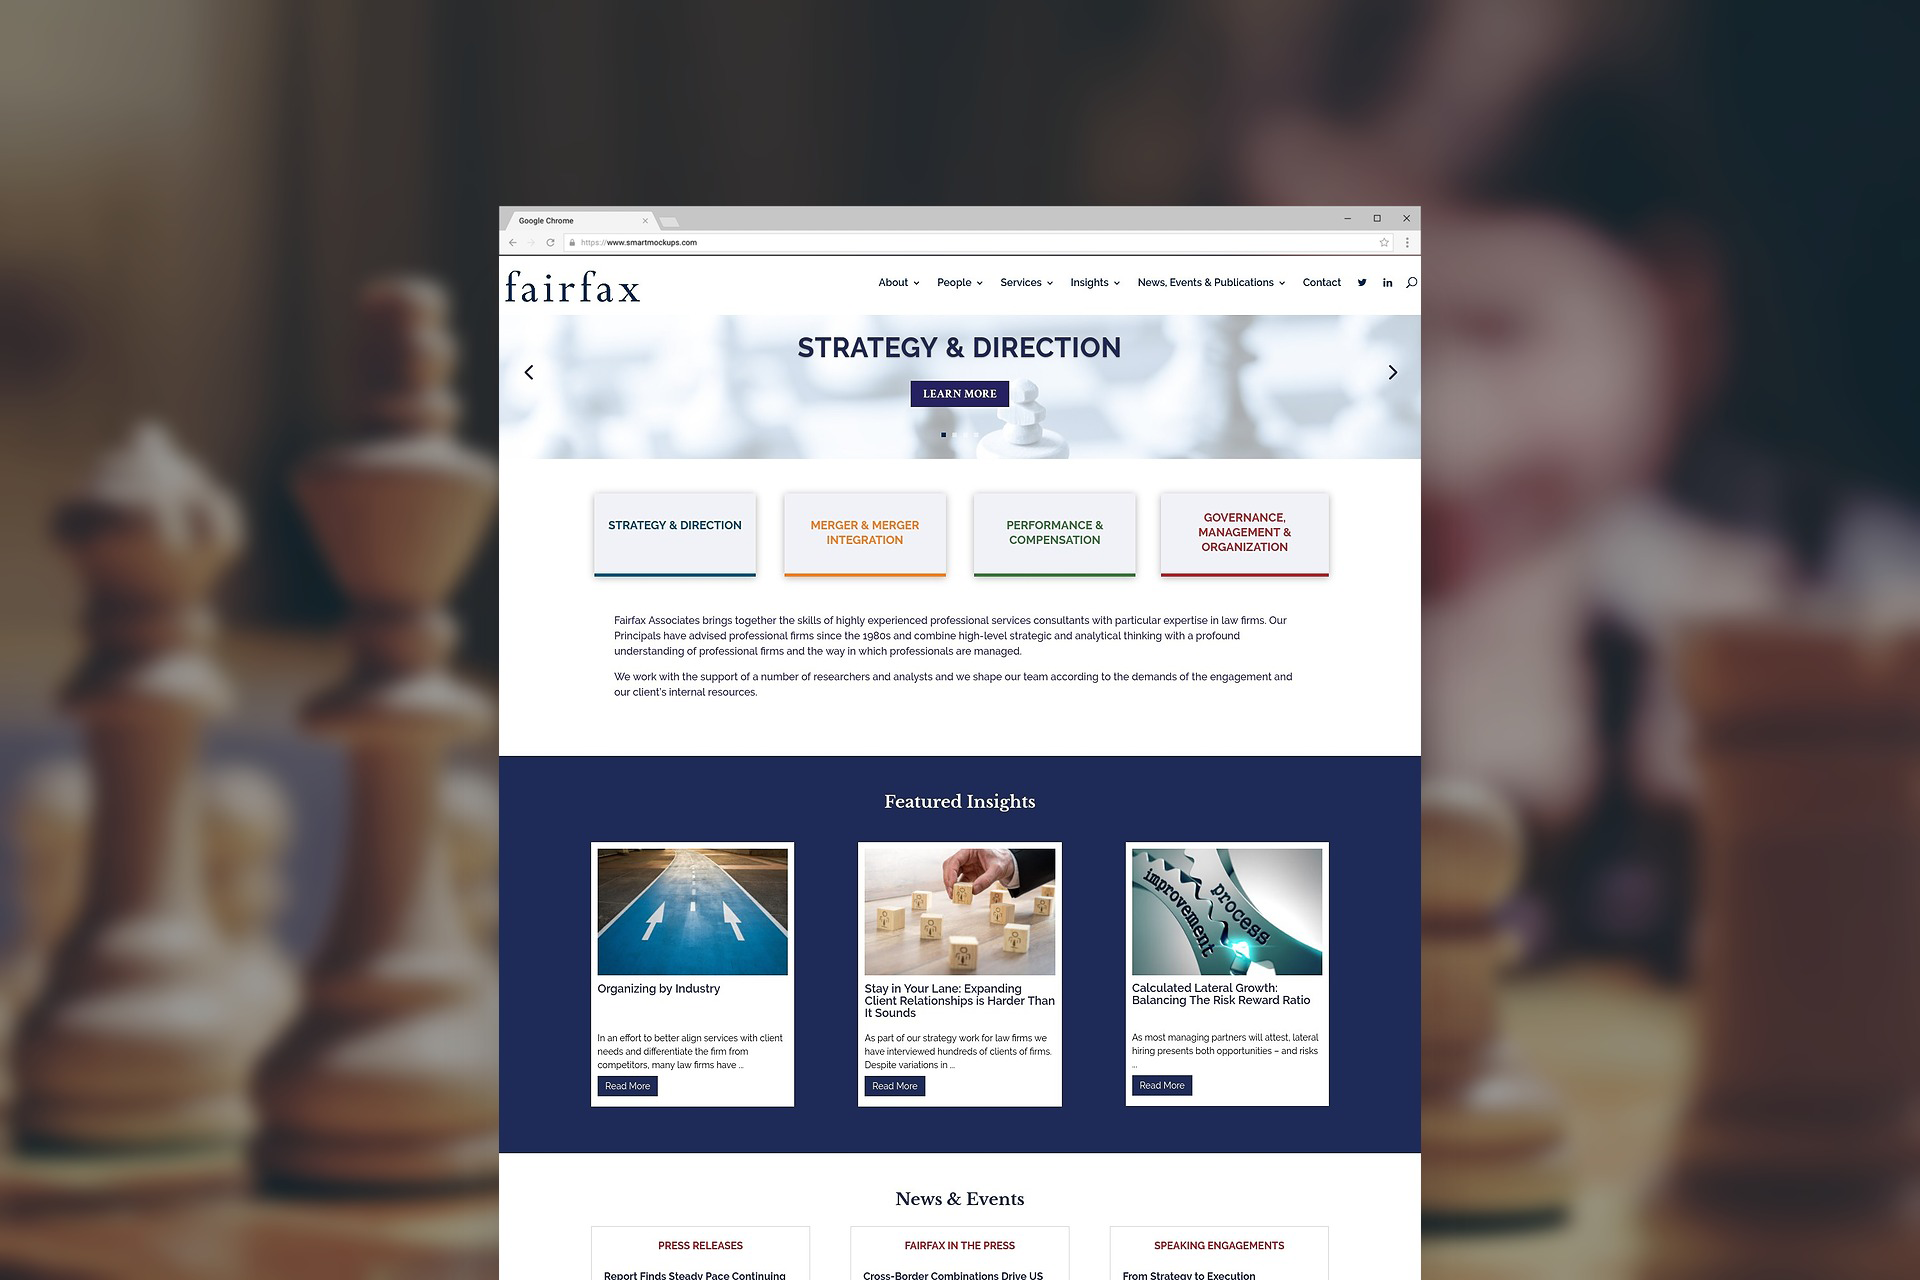 Google Chrome
https://www.smartmockups.com
fairfax
About People Services Insights News, Events & Publications Contact
STRATEGY & DIRECTION
LEARN MORE
STRATEGY & DIRECTION
MERGER & MERGER
INTEGRATION
PERFORMANCE &
COMPENSATION
GOVERNANCE,
MANAGEMENT &
ORGANIZATION
Fairfax Associates brings together the skills of highly experienced professional services consultants with particular expertise in law firms. Our
Principals have advised professional firms since the 1980s and combine high-level strategic and analytical thinking with a profound
understanding of professional firms and the way in which professionals are managed.
We work with the support of a number of researchers and analysts and we shape our team according to the demands of the engagement and
our client's internal resources.
Featured Insights
Organizing by Industry
In an effort to better align services with client
needs and differentiate the firm from
competitors, many law firms have ...
Read More
Stay in Your Lane: Expanding
Client Relationships is Harder Than
It Sounds
As part of our strategy work for law firms we
have interviewed hundreds of clients of firms.
Despite variations in ...
Read More
improvement
process
Calculated Lateral Growth:
Balancing The Risk Reward Ratio
As most managing partners will attest, lateral
hiring presents both opportunities – and risks
...
Read More
News & Events
PRESS RELEASES
Report Finds Steady Pace Continuing
FAIRFAX IN THE PRESS
Cross-Border Combinations Drive US
SPEAKING ENGAGEMENTS
From Strategy to Execution